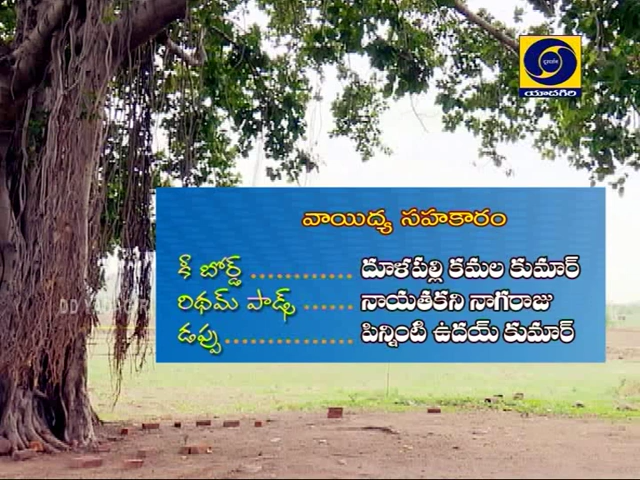 యాదగిరి
వాయిద్య సహకారం
కీ బోర్డ్ ............ దూళపల్లి కమల కుమార్
రిథమ్ పాడ్స్ ...... నాయతకని నాగరాజు
డప్పు ............... పిన్నింటి ఉదయ్ కుమార్